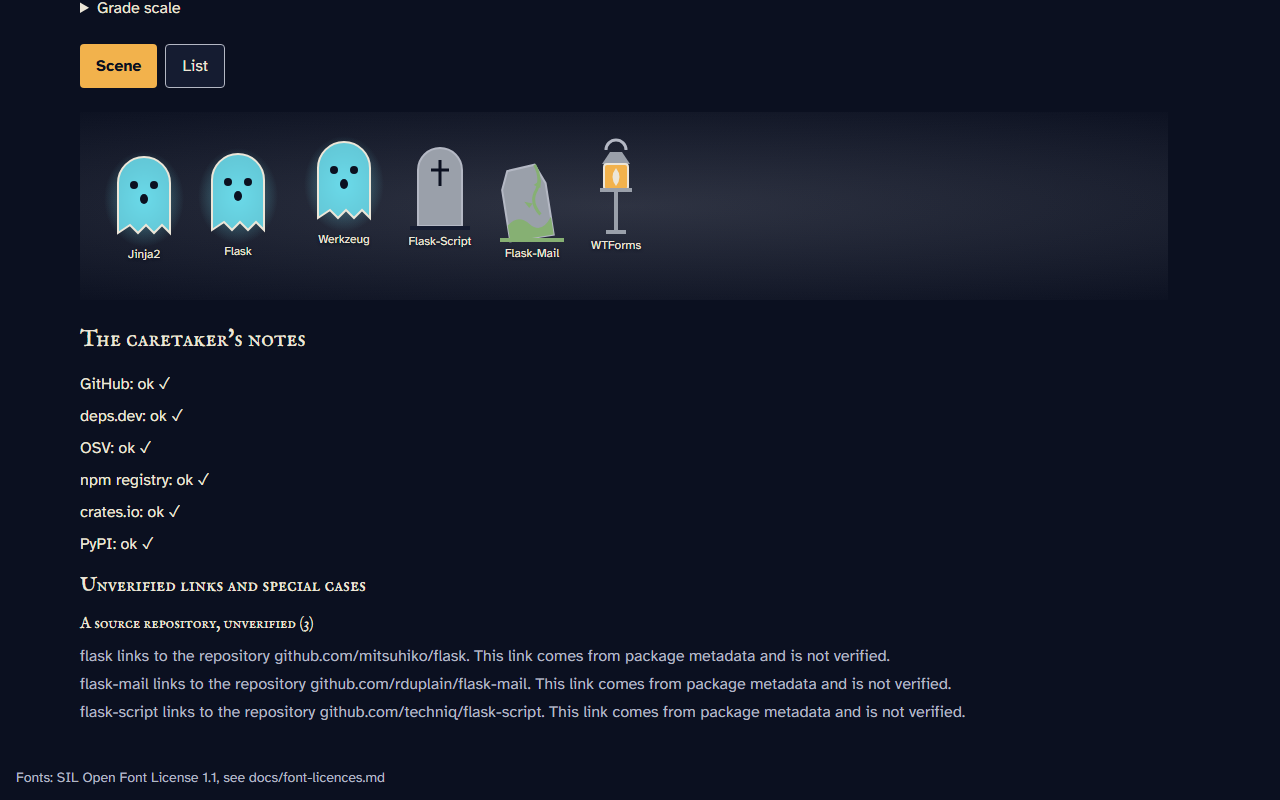 Grade scale
Scene
List
Jinja2
Flask
Werkzeug
Flask-Script
Flask-Mail
WTForms
The caretaker's notes
GitHub: ok ✓
deps.dev: ok ✓
OSV: ok ✓
npm registry: ok ✓
crates.io: ok ✓
PyPI: ok ✓
Unverified links and special cases
A source repository, unverified (3)
flask links to the repository github.com/mitsuhiko/flask. This link comes from package metadata and is not verified.
flask-mail links to the repository github.com/rduplain/flask-mail. This link comes from package metadata and is not verified.
flask-script links to the repository github.com/techniq/flask-script. This link comes from package metadata and is not verified.
Fonts: SIL Open Font License 1.1, see docs/font-licences.md